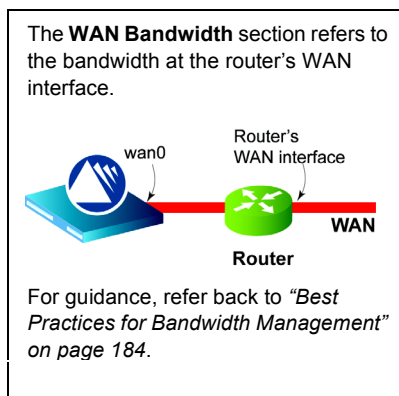 The WAN Bandwidth section refers to
the bandwidth at the router’s WAN
interface.
wan0
Router’s
WAN interface
WAN
Router
For guidance, refer back to “Best
Practices for Bandwidth Management”
on page 184.